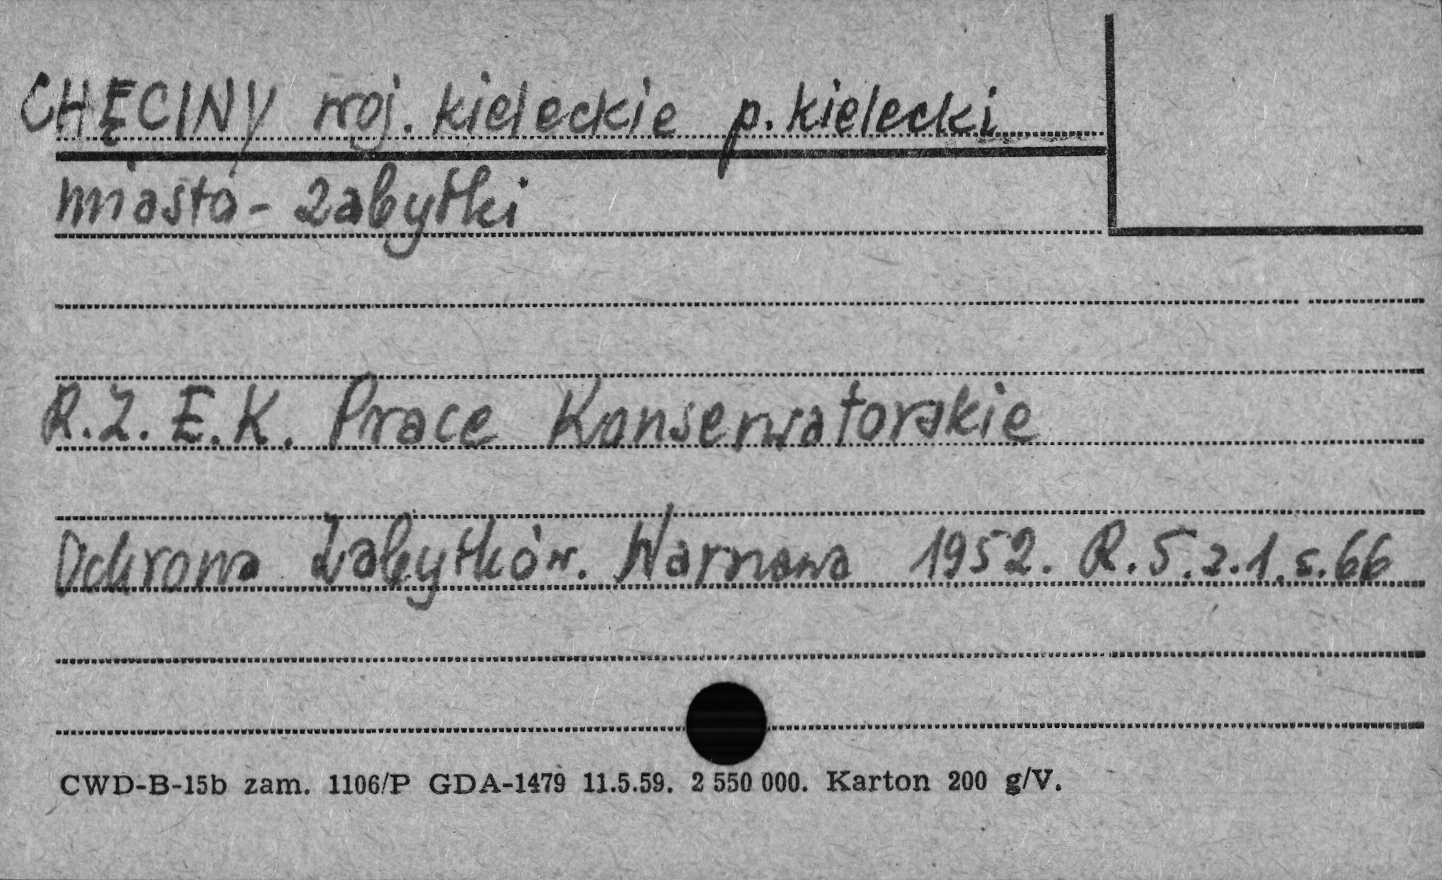 CHĘCINY woj. kieleckie p. kielecki
miasto - zabytki
R.Z.E.K. Prace Konserwatorskie
Ochrona Zabytków. Warszawa 1952. R.5.z.1.s.66
CWD-B-15b zam. 1106/P GDA-1479 11.5.59. 2 550 000. Karton 200 g/V.